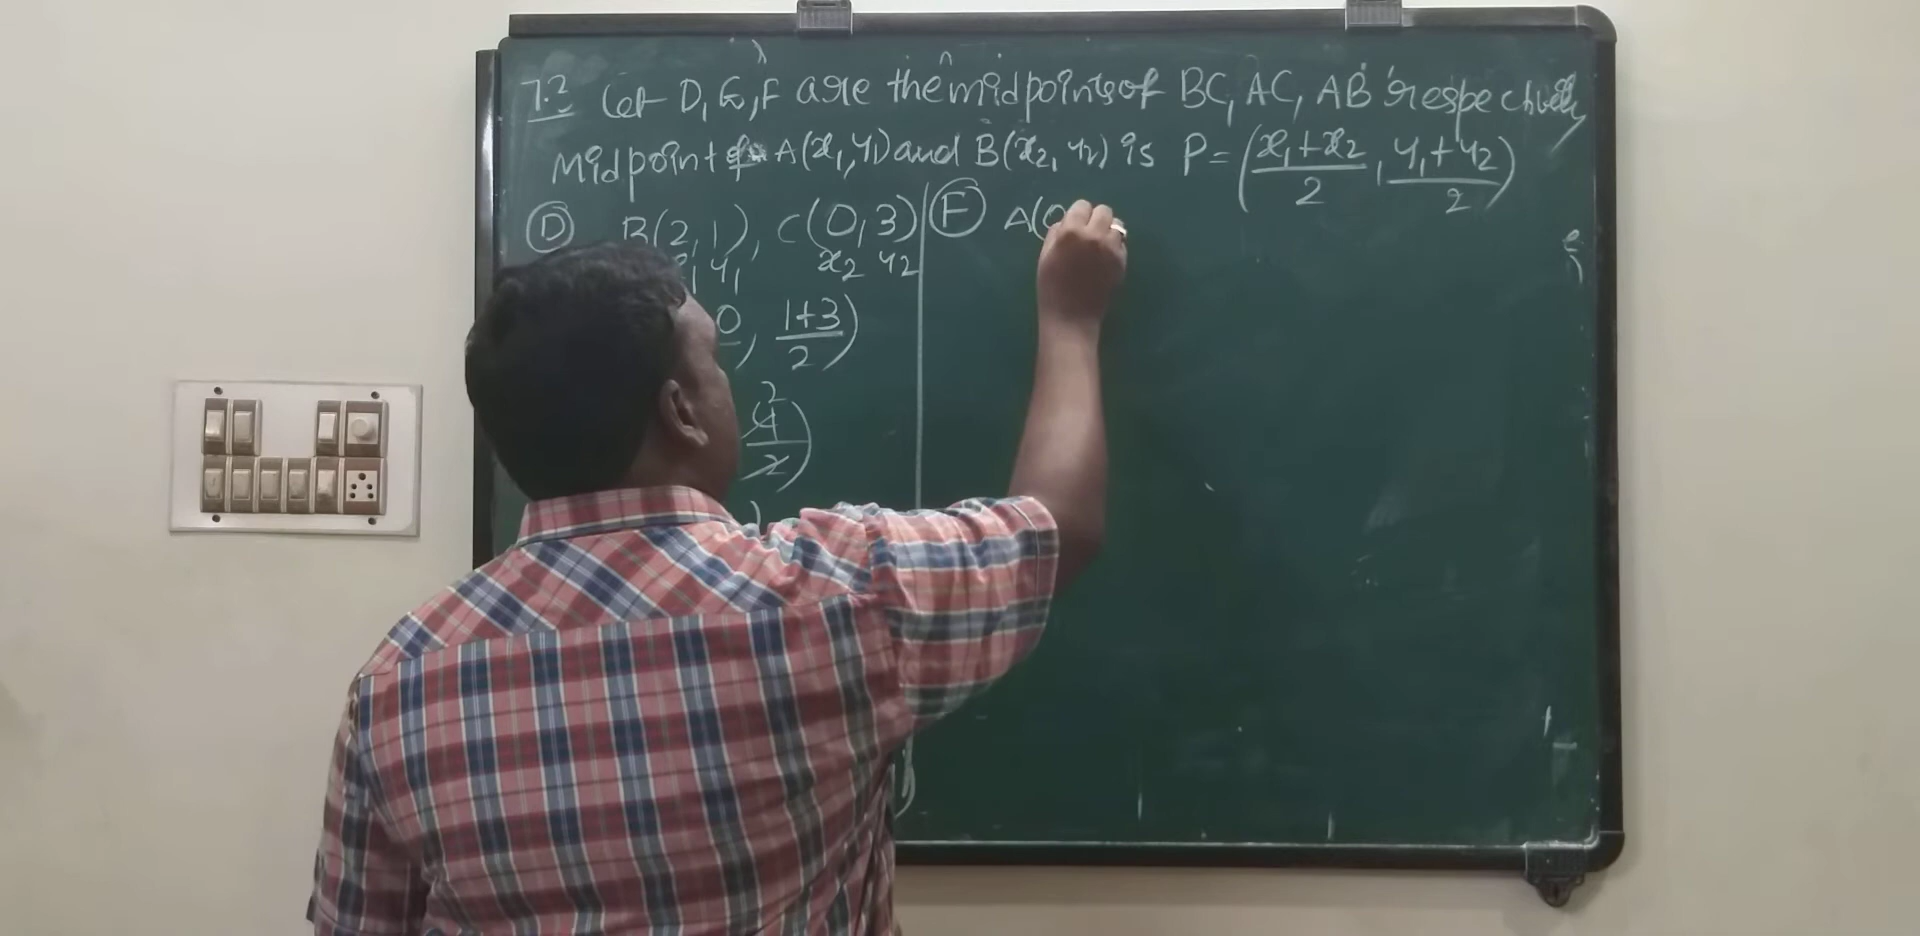 7.2 Let D, E, F are the midpoints of BC, AC, AB respectively
Midpoint of A(x₁, y₁) and B(x₂, y₂) is P = (x₁+x₂/2, y₁+y₂/2)
D B(2,1), C(0,3)
y₁ x₂ y₂
0, 1+3/2)
4/2) 2
F A(0